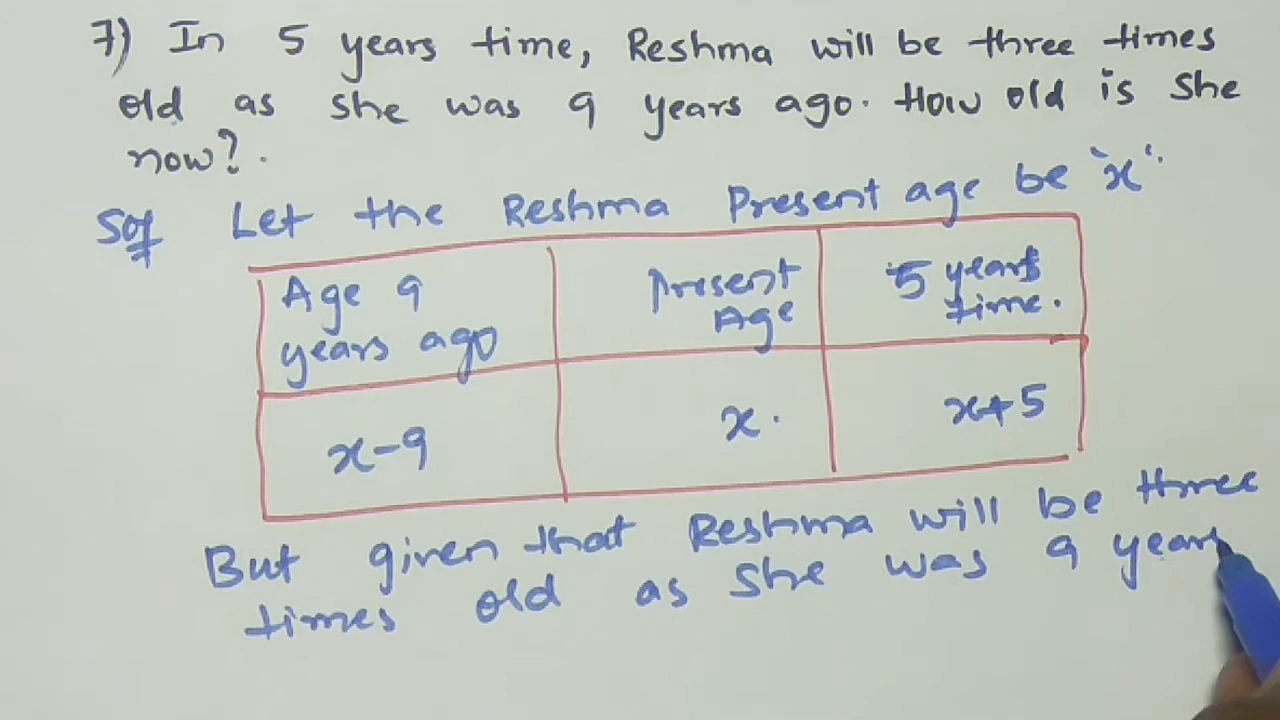 7) In 5 years time, Reshma will be three times
old as she was 9 years ago. How old is she
now?.
Sol Let the Reshma Present age be "x".
Age 9
years ago
Present
Age
5 years
time.
x-9
x.
x+5
But given that Reshma will be three
times old as she was 9 years